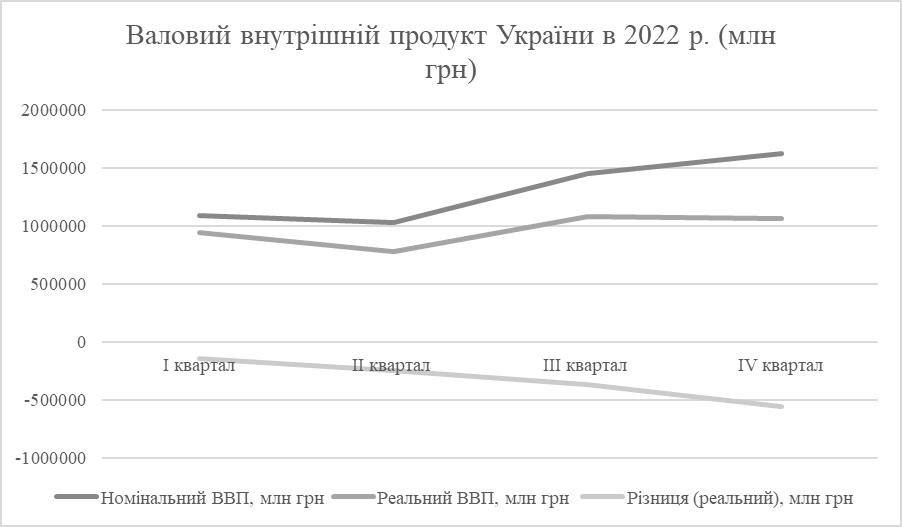 Валовий внутрішній продукт України в 2022 р. (млн
грн)
2000000
1500000
1000000
500000
0
I квартал II квартал III квартал IV квартал
-500000
-1000000
Номінальний ВВП, млн грн Реальний ВВП, млн грн Різниця (реальний), млн грн